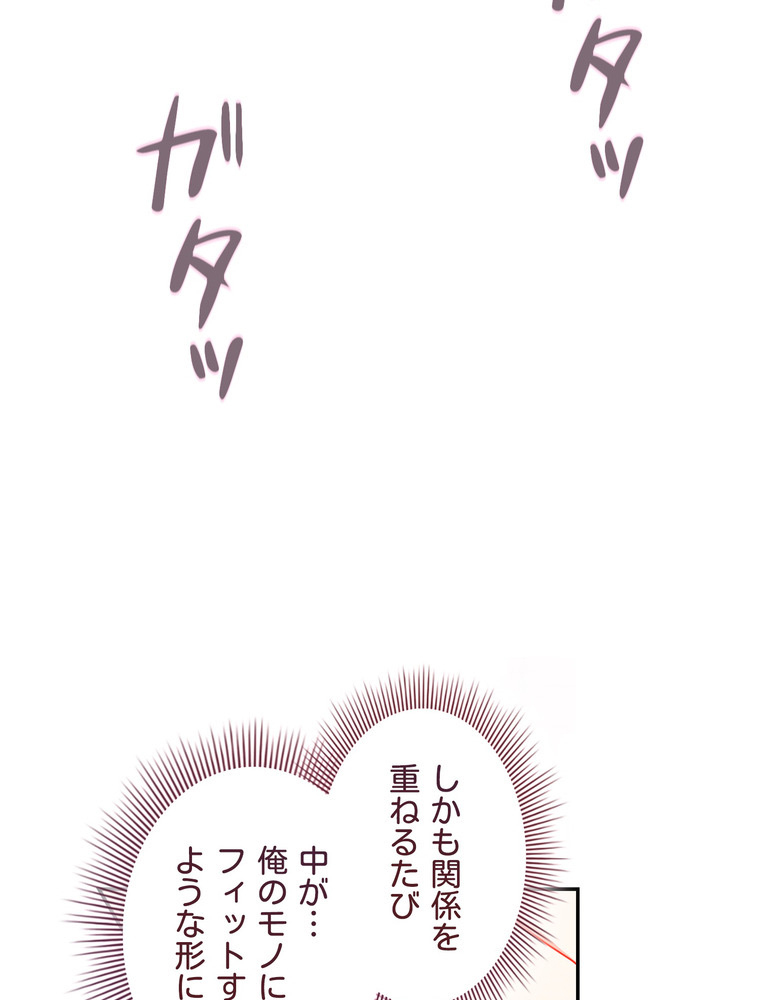 タッ
ガタッ
しかも関係を
重ねるたび
中が…
俺のモノに
フィットす
ような形に